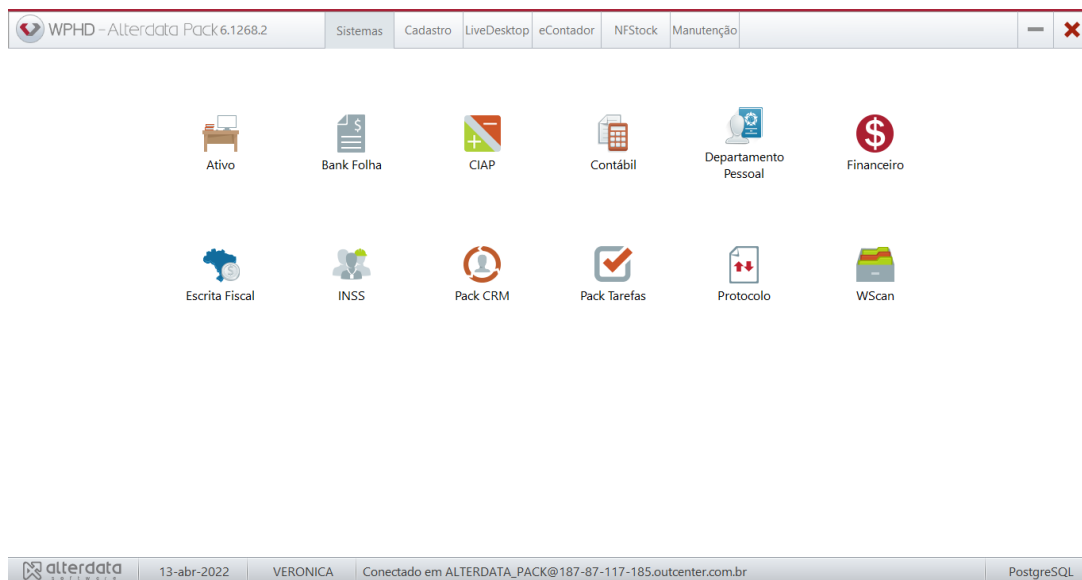 WPHD - Alterdata Pack 6.1268.2
Sistemas
Cadastro
LiveDesktop
eContador
NFStock
Manutenção
Ativo
Bank Folha
CIAP
Contábil
Departamento
Pessoal
Financeiro
Escrita Fiscal
INSS
Pack CRM
Pack Tarefas
Protocolo
WScan
alterdata
software
13-abr-2022
VERONICA
Conectado em ALTERDATA_PACK@187-87-117-185.outcenter.com.br
PostgreSQL